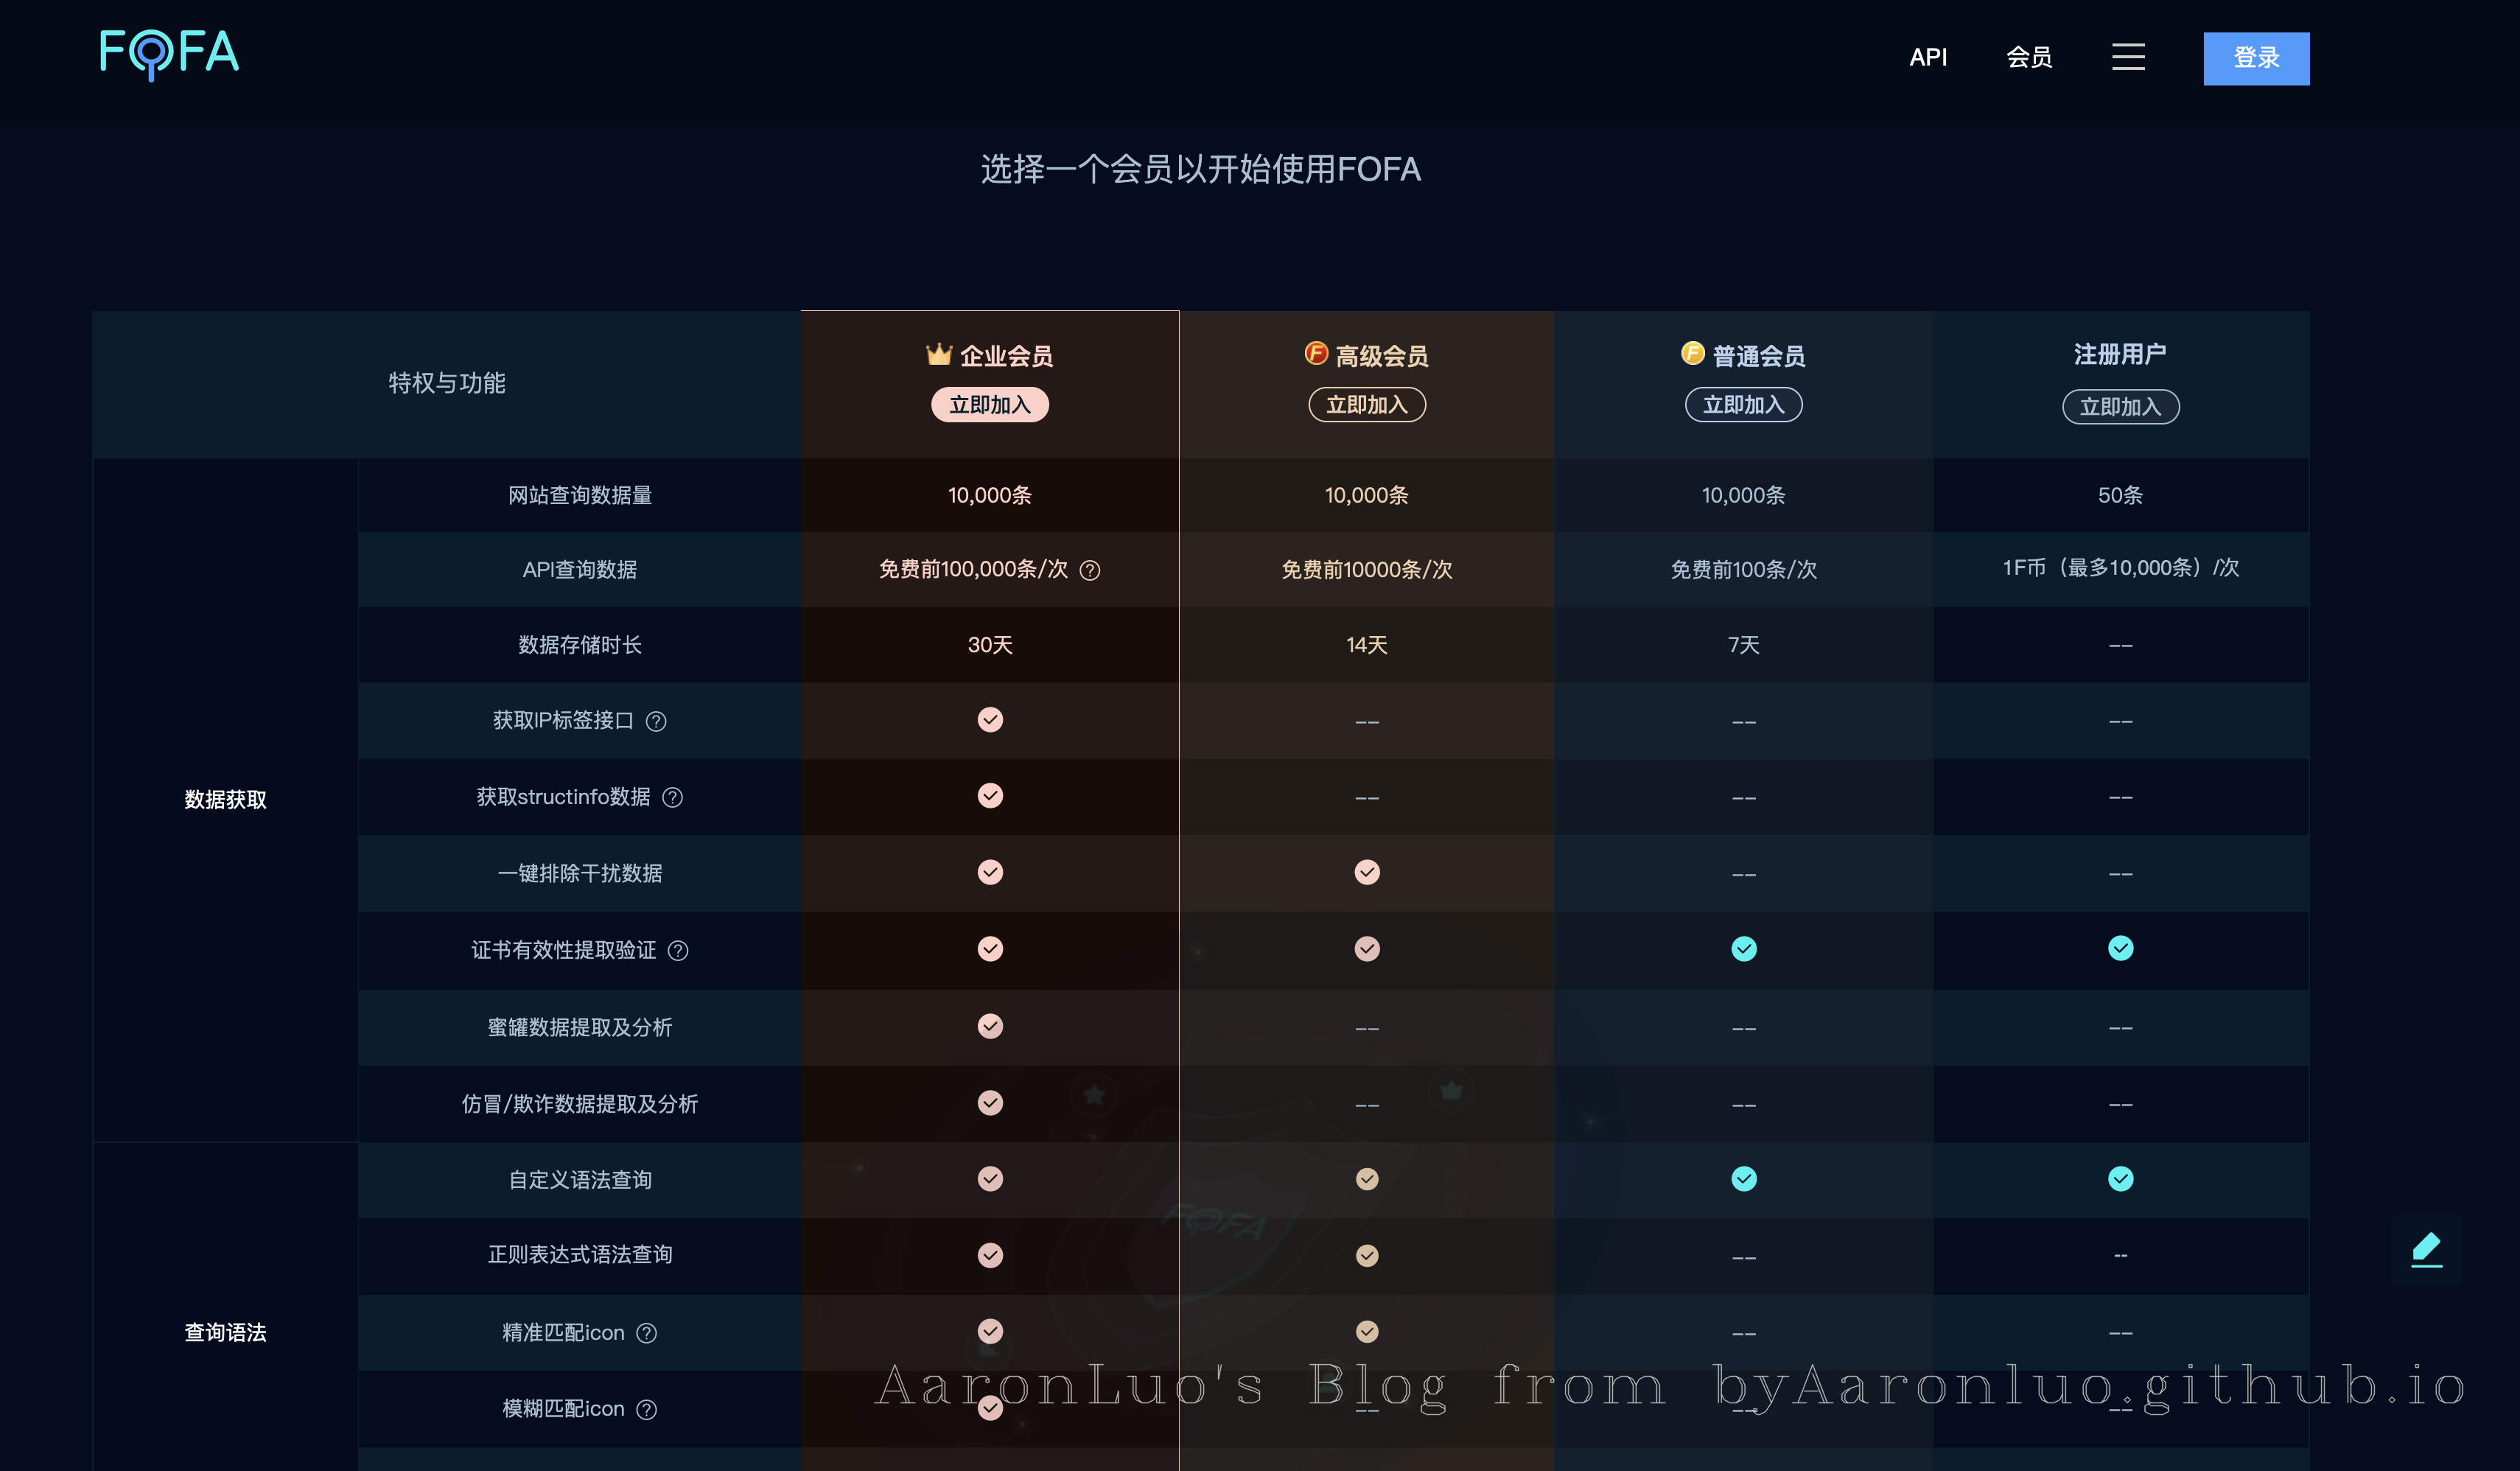 FOFA
API 会员 登录
选择一个会员以开始使用FOFA
特权与功能 企业会员 高级会员 普通会员 注册用户
立即加入 立即加入 立即加入 立即加入
网站查询数据量 10,000条 10,000条 10,000条 50条
API查询数据 免费前100,000条/次 ? 免费前10000条/次 免费前100条/次 1F币（最多10,000条）/次
数据存储时长 30天 14天 7天 --
获取IP标签接口 ? -- -- --
数据获取
获取structinfo数据 ? -- -- --
一键排除干扰数据 -- --
证书有效性提取验证 ?
蜜罐数据提取及分析 -- -- --
仿冒/欺诈数据提取及分析 -- -- --
自定义语法查询
FOFA
正则表达式语法查询 -- --
查询语法
精准匹配icon ? -- --
模糊匹配icon ? -- -- --
AaronLuo's Blog from byAaronluo.github.io